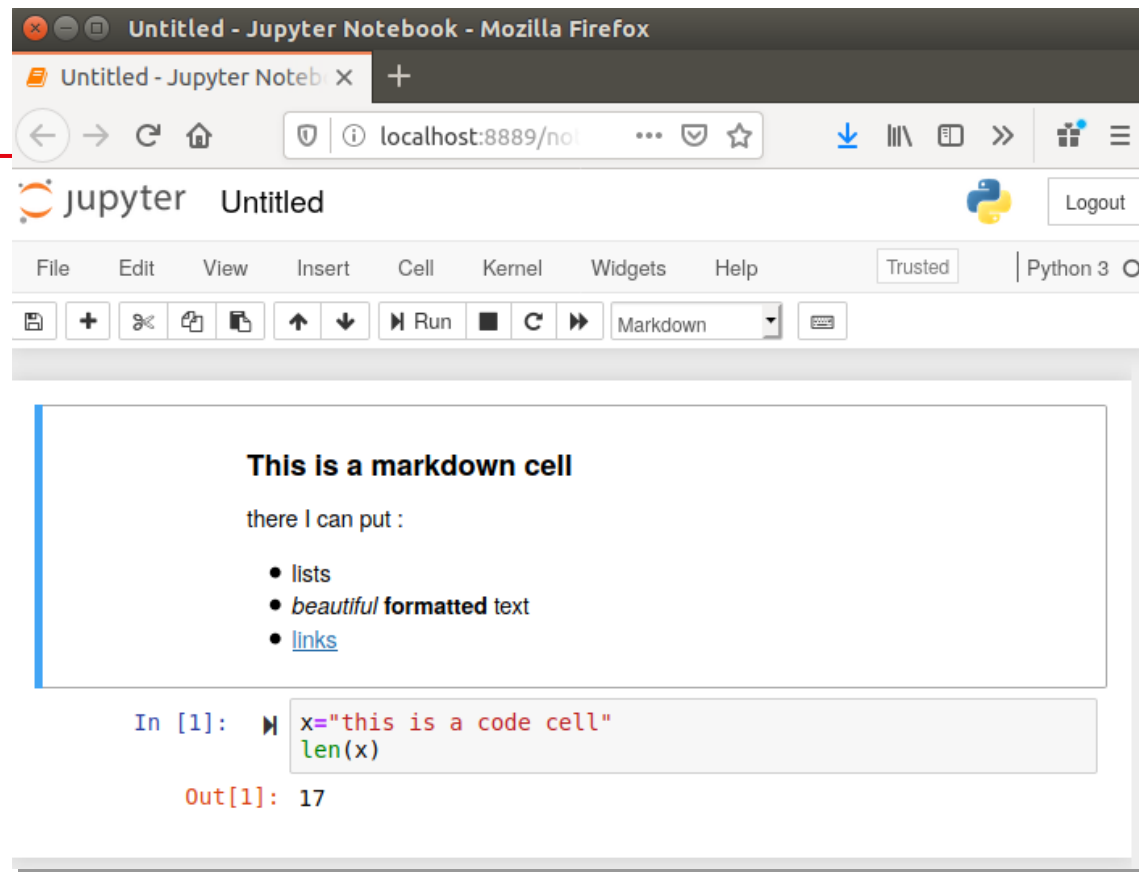 Untitled - Jupyter Notebook - Mozilla Firefox
Untitled - Jupyter Noteb
localhost:8889/no
jupyter Untitled Logout
File Edit View Insert Cell Kernel Widgets Help Trusted Python 3
Run Markdown
This is a markdown cell
there I can put :
lists
beautiful formatted text
links
In [1]: x="this is a code cell"
len(x)
Out[1]: 17